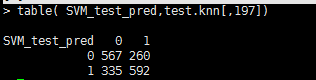 > table( SVM_test_pred,test.knn[,197])
SVM_test_pred   0   1
            0 567 260
            1 335 592